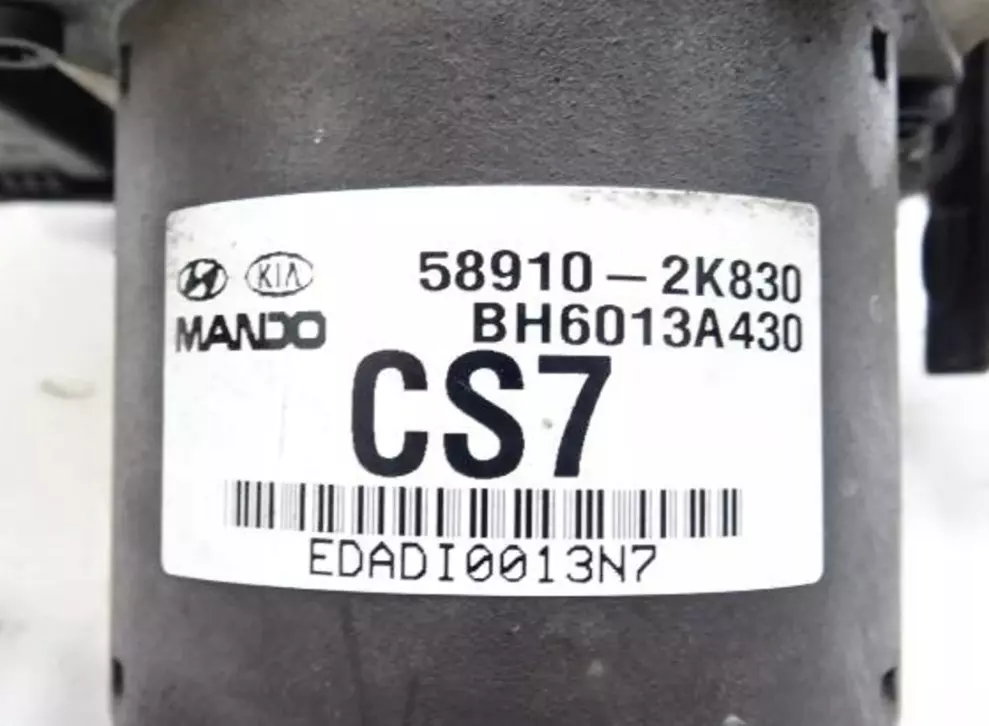 KIA 58910-2K830
MANDO BH6013A430
CS7
EDADI0013N7